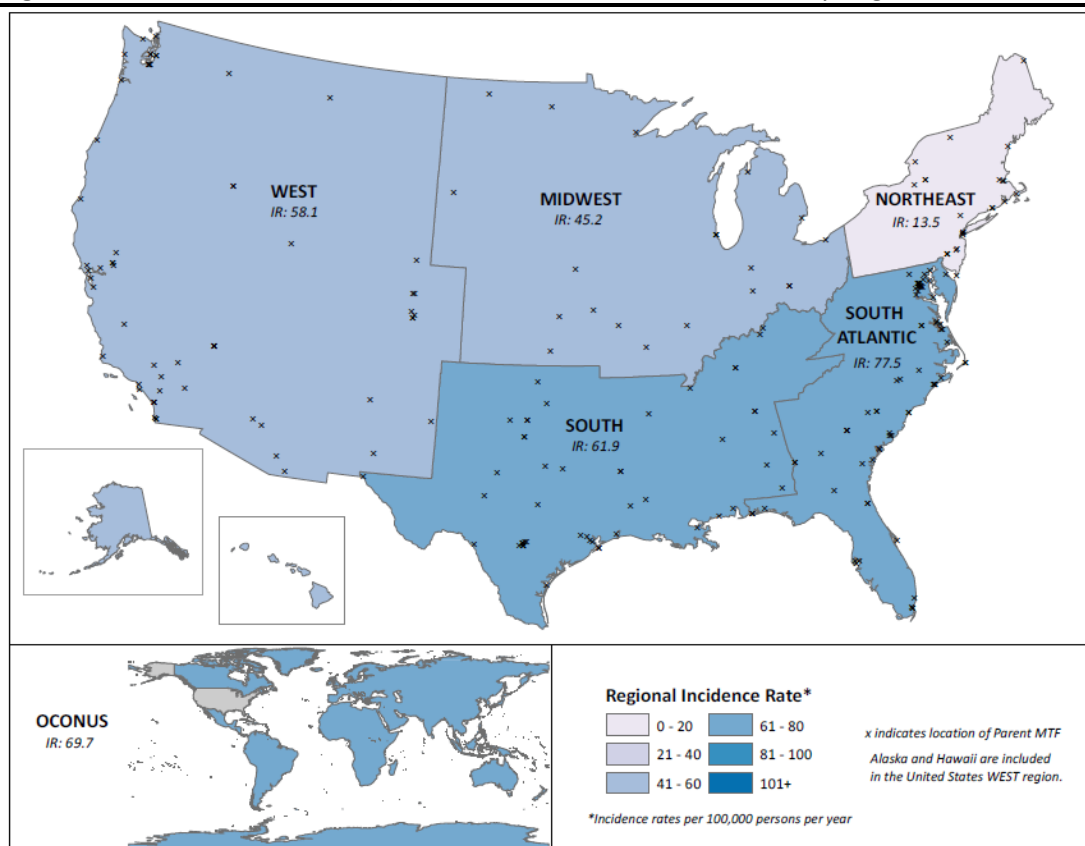 WEST
IR: 58.1
MIDWEST
IR: 45.2
NORTHEAST
IR: 13.5
SOUTH
ATLANTIC
IR: 77.5
SOUTH
IR: 61.9
OCONUS
IR: 69.7
Regional Incidence Rate*
0 - 20
61 - 80
21 - 40
81 - 100
41 - 60
101+
x indicates location of Parent MTF
Alaska and Hawaii are included
in the United States WEST region.
*Incidence rates per 100,000 persons per year